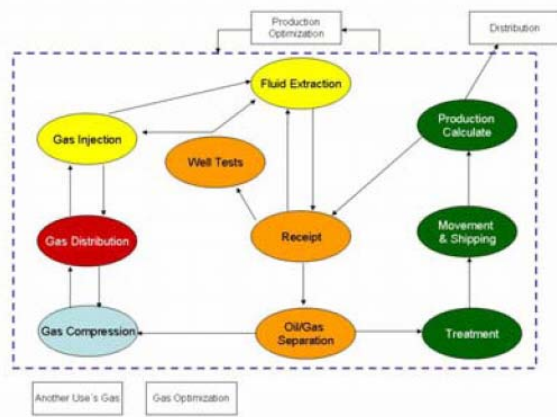 Production
Optimization
Distribution
Fluid Extraction
Gas Injection
Production
Calculate
Well Tests
Gas Distribution
Receipt
Movement
& Shipping
Gas Compression
Oil/Gas
Separation
Treatment
Another Use´s Gas
Gas Optimization